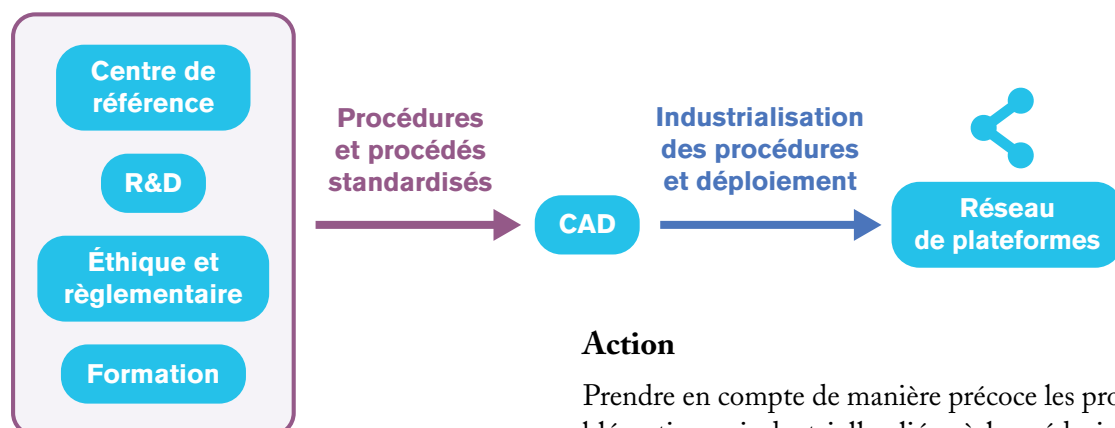 Centre de
référence
R&D
Éthique et
règlementaire
Formation
Procédures
et procédés
standardisés
CAD
Industrialisation
des procédures
et déploiement
Réseau
de plateformes
Action
Prendre en compte de manière précoce les pro